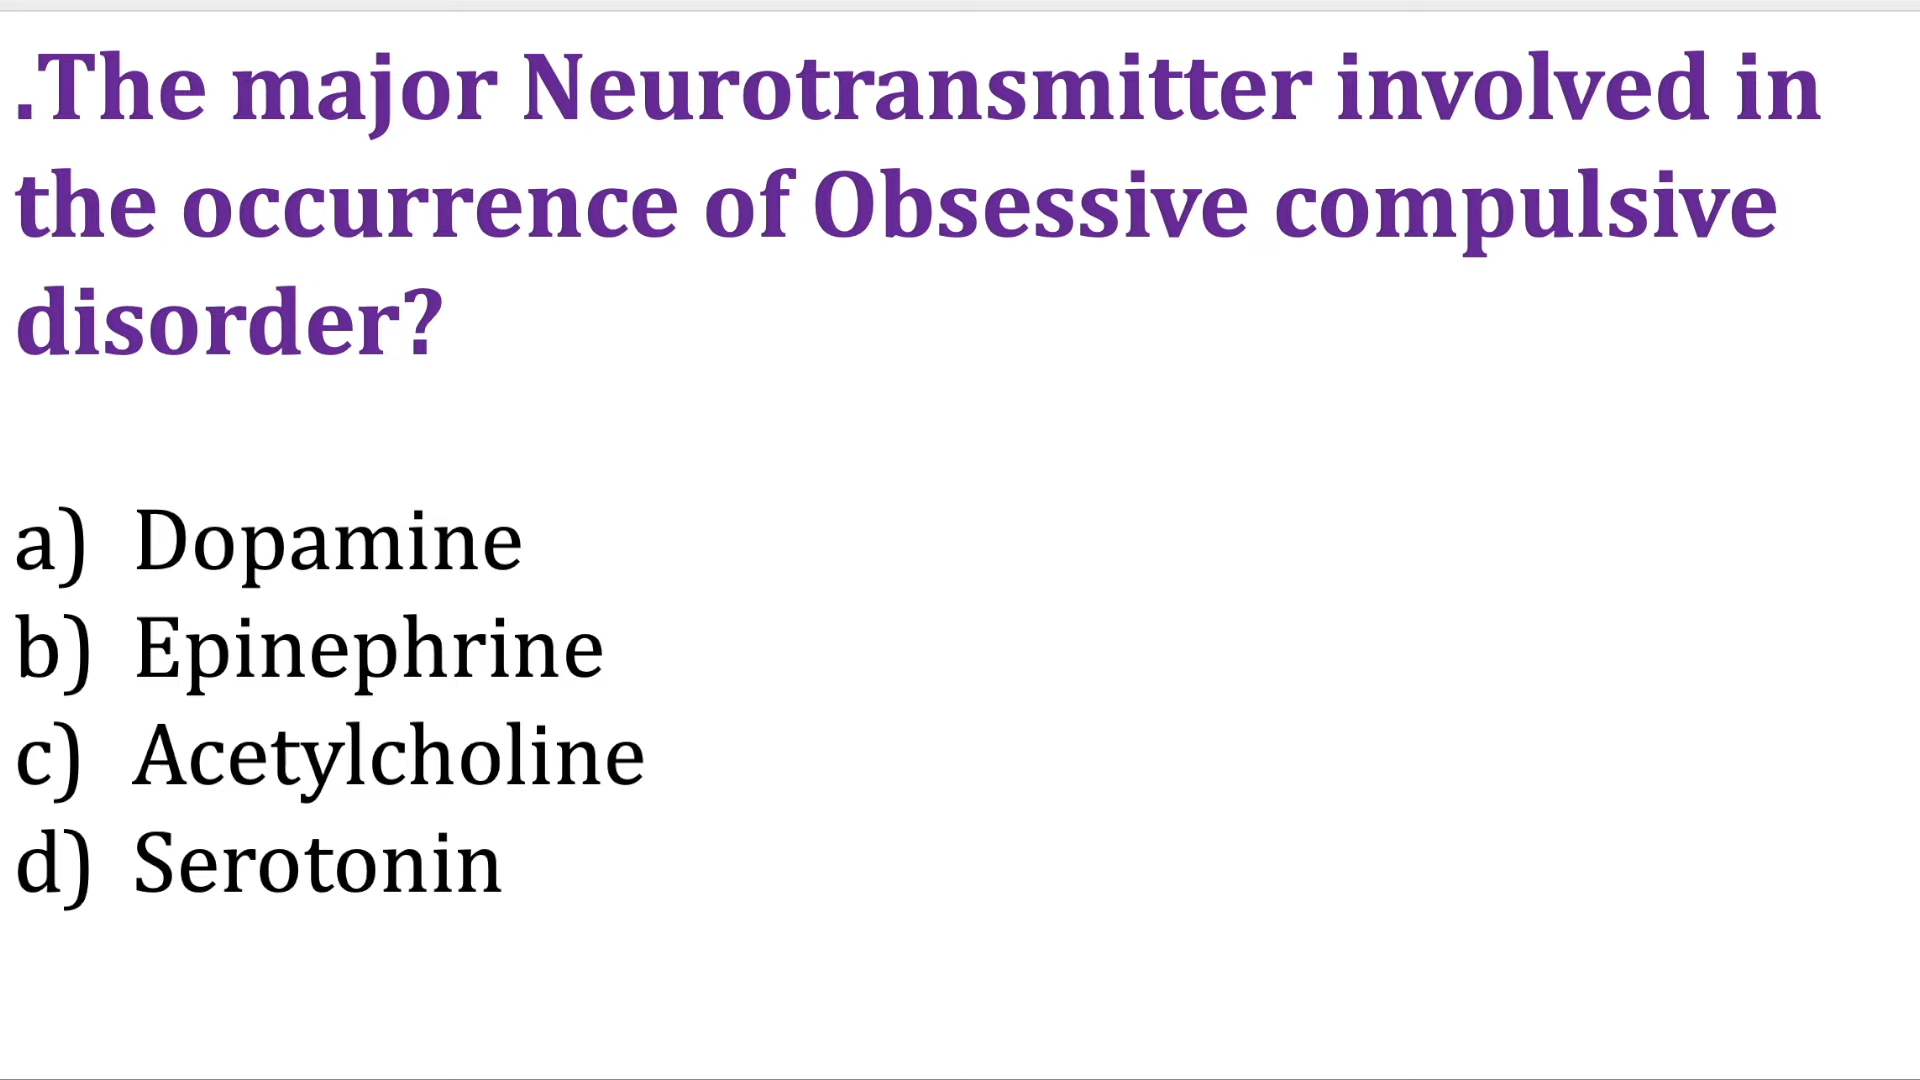 .The major Neurotransmitter involved in
the occurrence of Obsessive compulsive
disorder?
a) Dopamine
b) Epinephrine
c) Acetylcholine
d) Serotonin